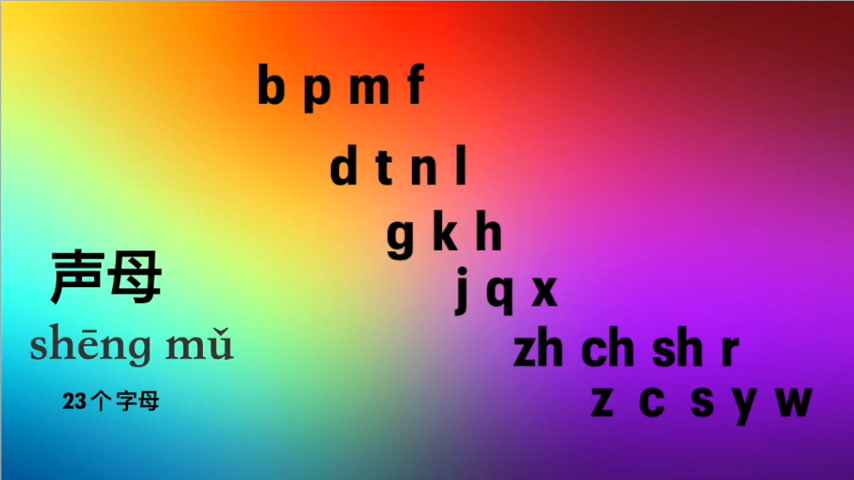 b p m f
d t n l
g k h
j q x
zh ch sh r
z c s y w
声母
shēng mǔ
23个字母